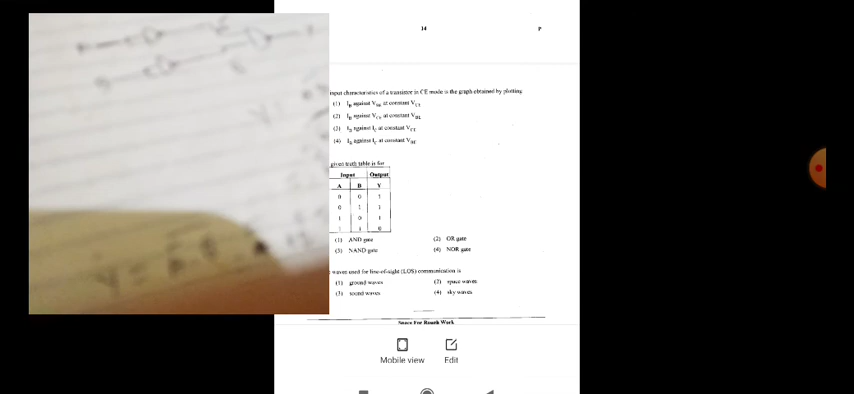 14
P
input characteristics of a transistor in CE mode is the graph obtained by plotting
(1) I_B against V_BE at constant V_CE
(2) I_B against V_CE at constant V_BE
(3) I_B against I_C at constant V_CE
(4) I_B against I_C at constant V_BE
given truth table is for
Input Output
A B Y
0 0 1
0 1 1
1 0 1
1 1 0
(1) AND gate (2) OR gate
(3) NAND gate (4) NOR gate
waves used for line-of-sight (LOS) communication is
(1) ground waves (2) space waves
(3) sound waves (4) sky waves
Space For Rough Work
Mobile view
Edit